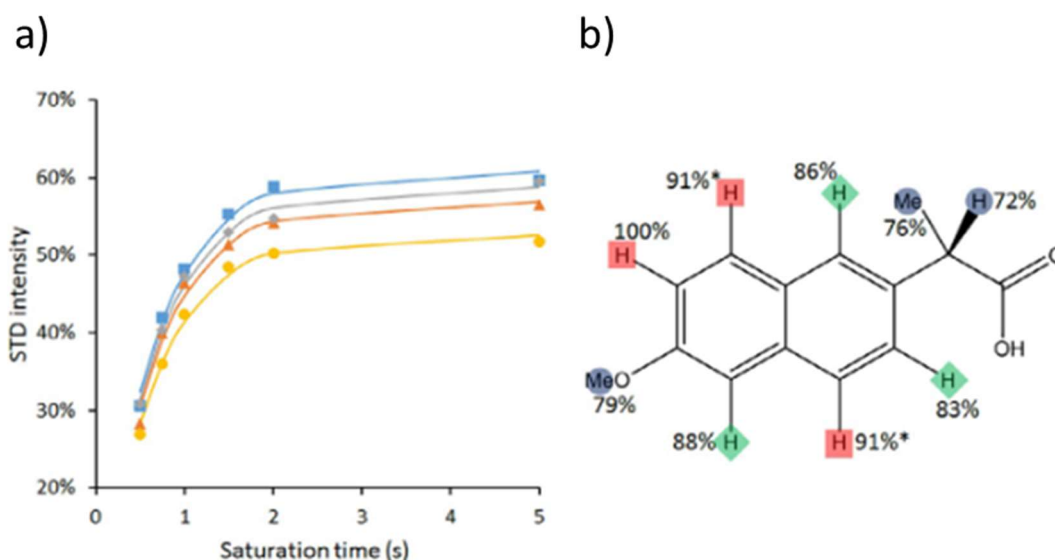 a)
b)
70%
60%
50%
40%
30%
20%
STD intensity
0 1 2 3 4 5
Saturation time (s)
91%*
H
86%
H
Me
76%
H 72%
100%
H
O
OH
MeO
79%
H
83%
88% H
H 91%*